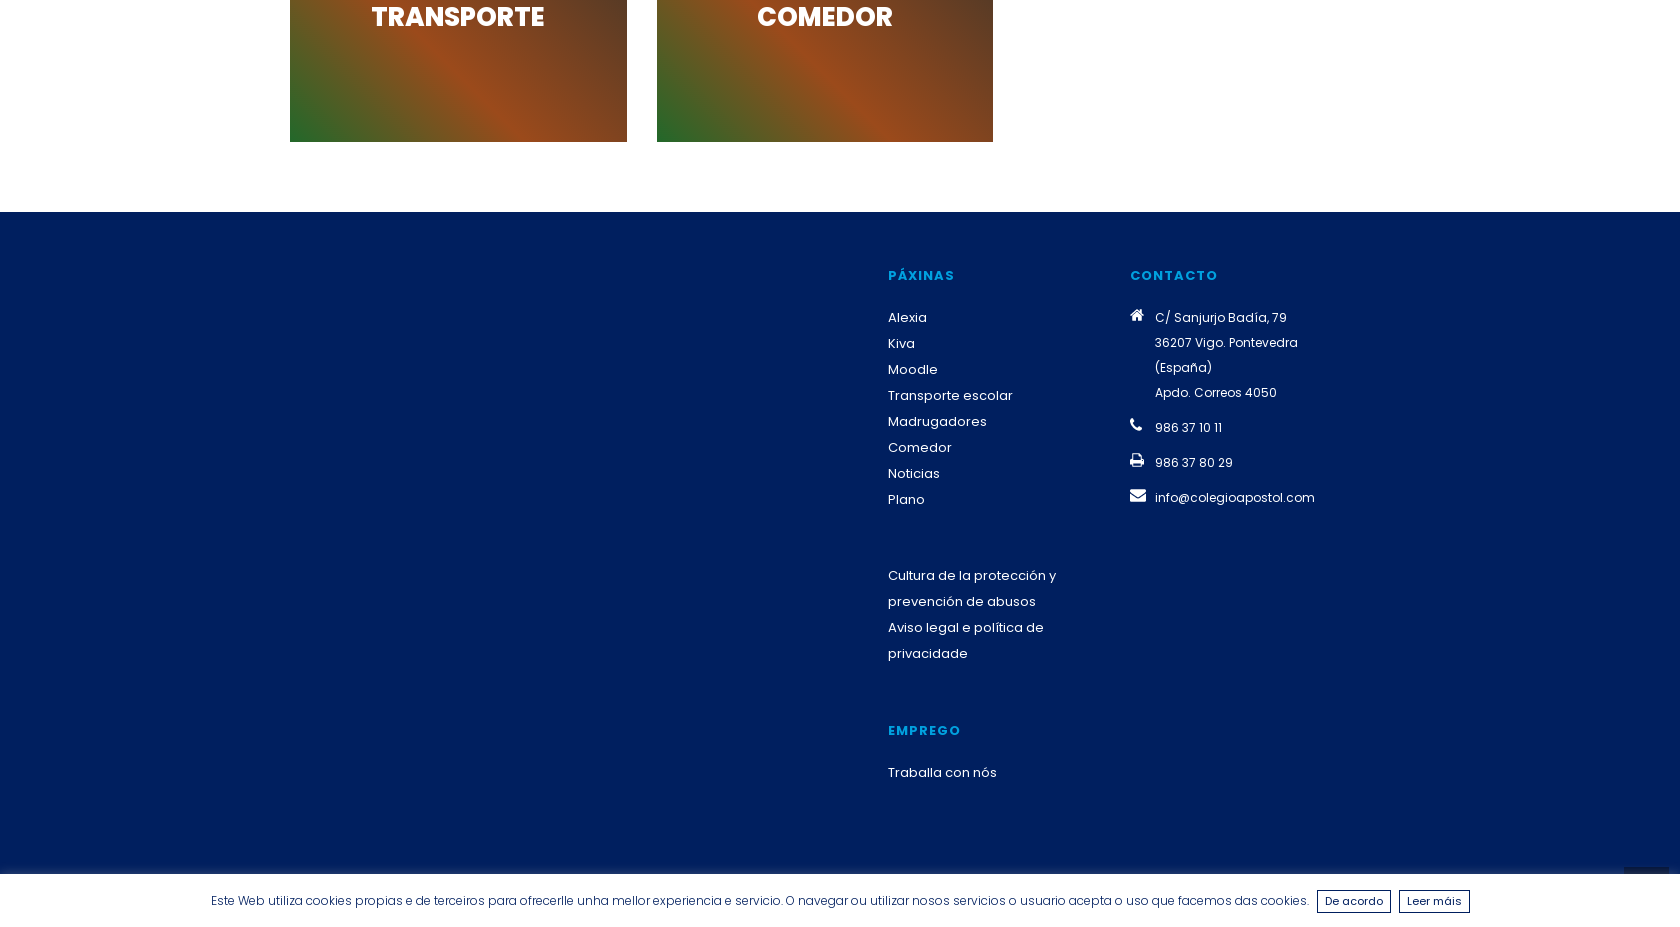 TRANSPORTE
COMEDOR
PÁXINAS
Alexia
Kiva
Moodle
Transporte escolar
Madrugadores
Comedor
Noticias
Plano
Cultura de la protección y
prevención de abusos
Aviso legal e política de
privacidade
EMPREGO
Traballa con nós
CONTACTO
C/ Sanjurjo Badía, 79
36207 Vigo. Pontevedra
(España)
Apdo. Correos 4050
986 37 10 11
986 37 80 29
info@colegioapostol.com
Este Web utiliza cookies propias e de terceiros para ofrecerlle unha mellor experiencia e servicio. O navegar ou utilizar nosos servicios o usuario acepta o uso que facemos das cookies.
De acordo
Leer máis